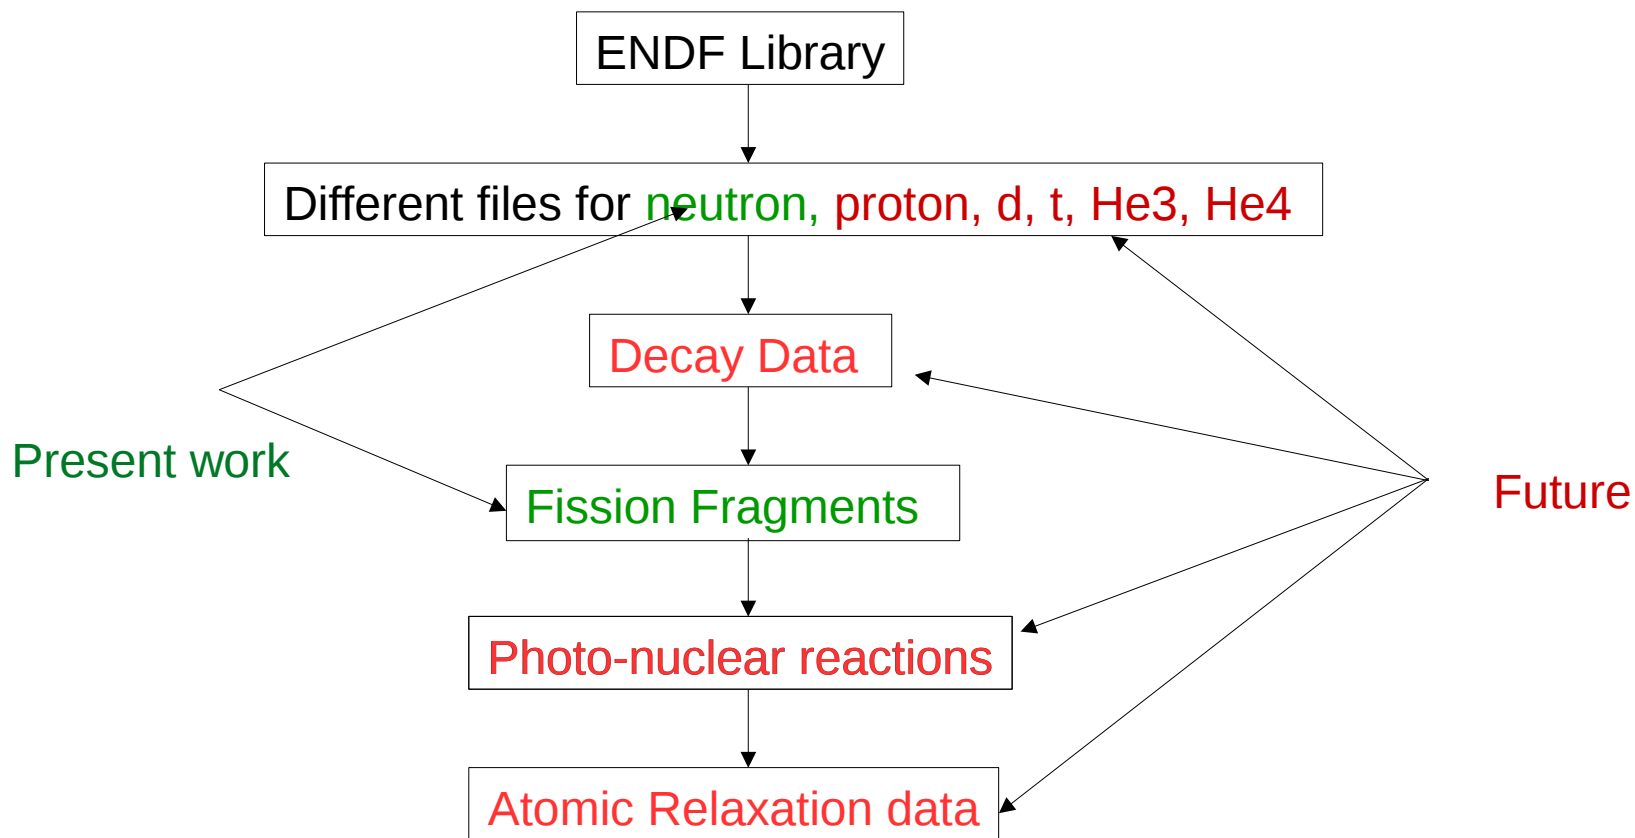 ENDF Library
Different files for neutron, proton, d, t, He3, He4
Decay Data
Present work
Fission Fragments
Future
Photo-nuclear reactions
Atomic Relaxation data